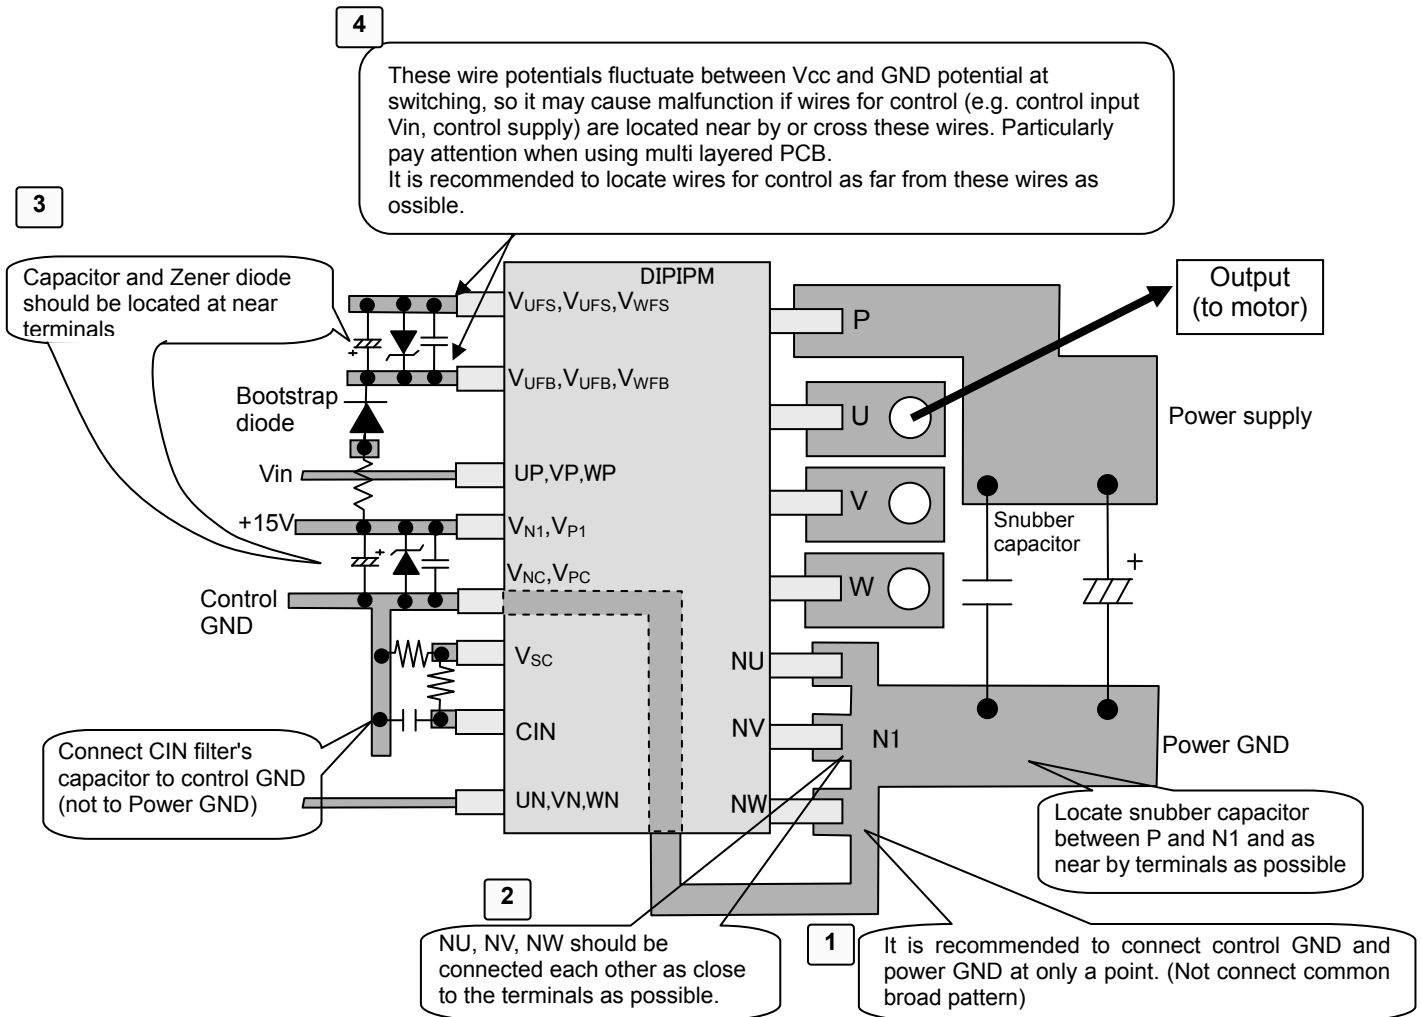 4
These wire potentials fluctuate between Vcc and GND potential at
switching, so it may cause malfunction if wires for control (e.g. control input
Vin, control supply) are located near by or cross these wires. Particularly
pay attention when using multi layered PCB.
It is recommended to locate wires for control as far from these wires as
ossible.
3
Capacitor and Zener diode
should be located at near
terminals
DIPIPM
Output
(to motor)
VUFS,VUFS,VWFS
P
+
VUFB,VUFB,VWFB
Bootstrap
diode
U
Power supply
Vin
UP,VP,WP
V
+15V
VN1,VP1
Snubber
capacitor
+
+
VNC,VPC
W
Control
GND
VSC
NU
CIN
NV
N1
Power GND
Connect CIN filter's
capacitor to control GND
(not to Power GND)
UN,VN,WN
NW
Locate snubber capacitor
between P and N1 and as
near by terminals as possible
2
NU, NV, NW should be
connected each other as close
to the terminals as possible.
1
It is recommended to connect control GND and
power GND at only a point. (Not connect common
broad pattern)